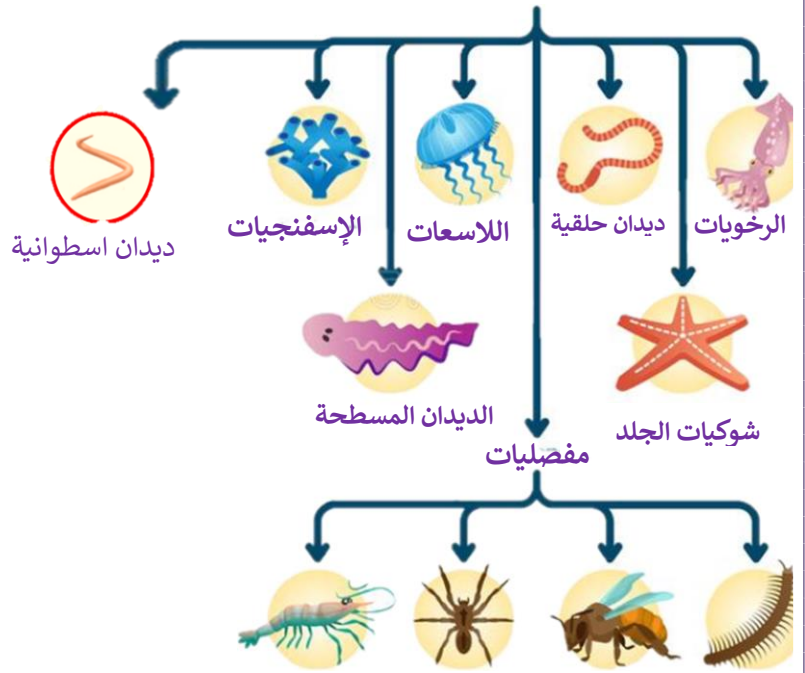 الرخويات
ديدان حلقية
اللاسعات
الإسفنجيات
ديدان اسطوانية
شوكيات الجلد
الديدان المسطحة
مفصليات